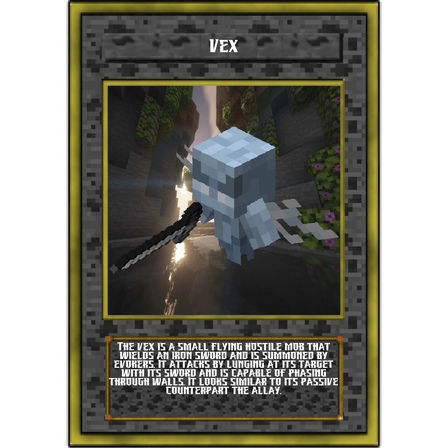 VEX
THE VEX IS A SMALL FLYING HOSTILE MOB THAT
WIELDS AN IRON SWORD AND IS SUMMONED BY
EVOKERS. IT ATTACKS BY LUNGING AT ITS TARGET
WITH ITS SWORD AND IS CAPABLE OF PHASING
THROUGH WALLS. IT LOOKS SIMILAR TO ITS PASSIVE
COUNTERPART THE ALLAY.